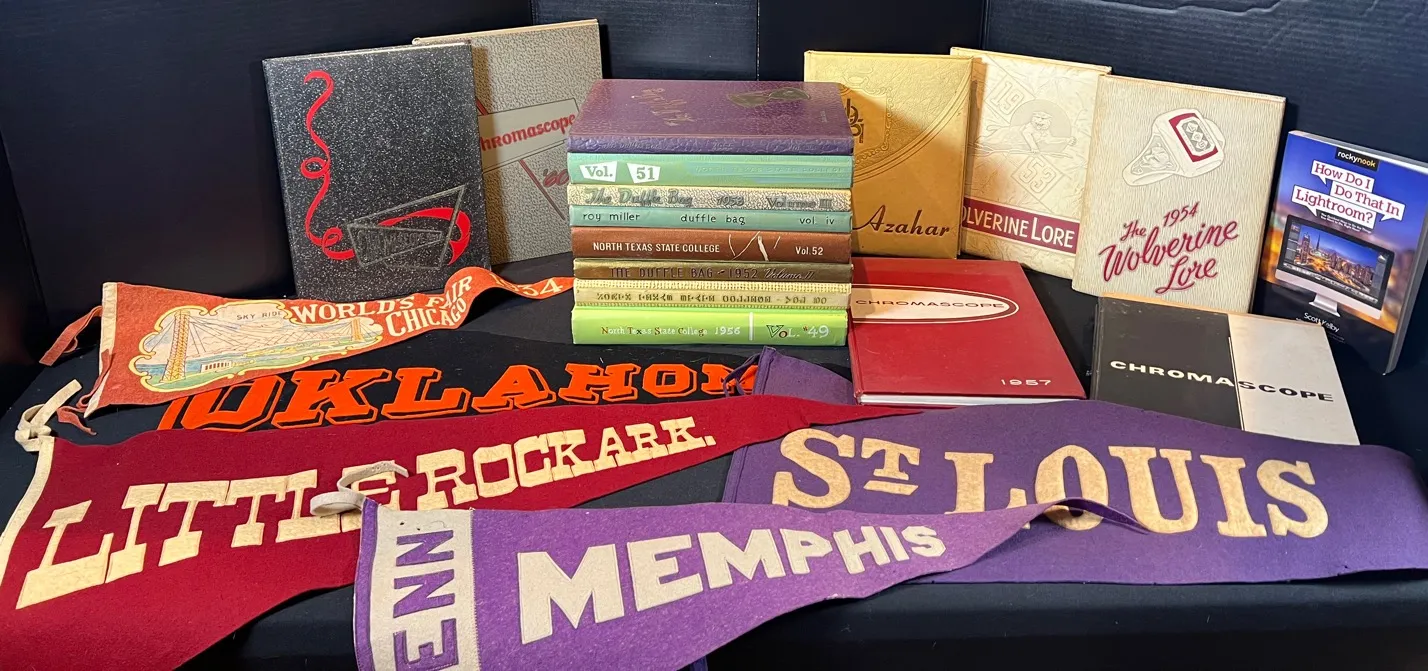 Chromascope
'60
Vol. 51
The Duffle Bag 1953 Volume III
roy miller duffle bag vol. iv
NORTH TEXAS STATE COLLEGE Vol. 52
THE DUFFLE BAG - 1952 Volume II
North Texas State College 1956 Vol. 49
Azahar
19
53
WOLVERINE LORE
The 1954
Wolverine
Lore
rockynook
How Do I
Do That In
Lightroom?
Scott Kelby
CHROMASCOPE
1957
CHROMASCOPE
WORLD'S FAIR
CHICAGO
34
SKY RIDE
OKLAHOM
LITTLE ROCK ARK.
ST LOUIS
ENN
MEMPHIS